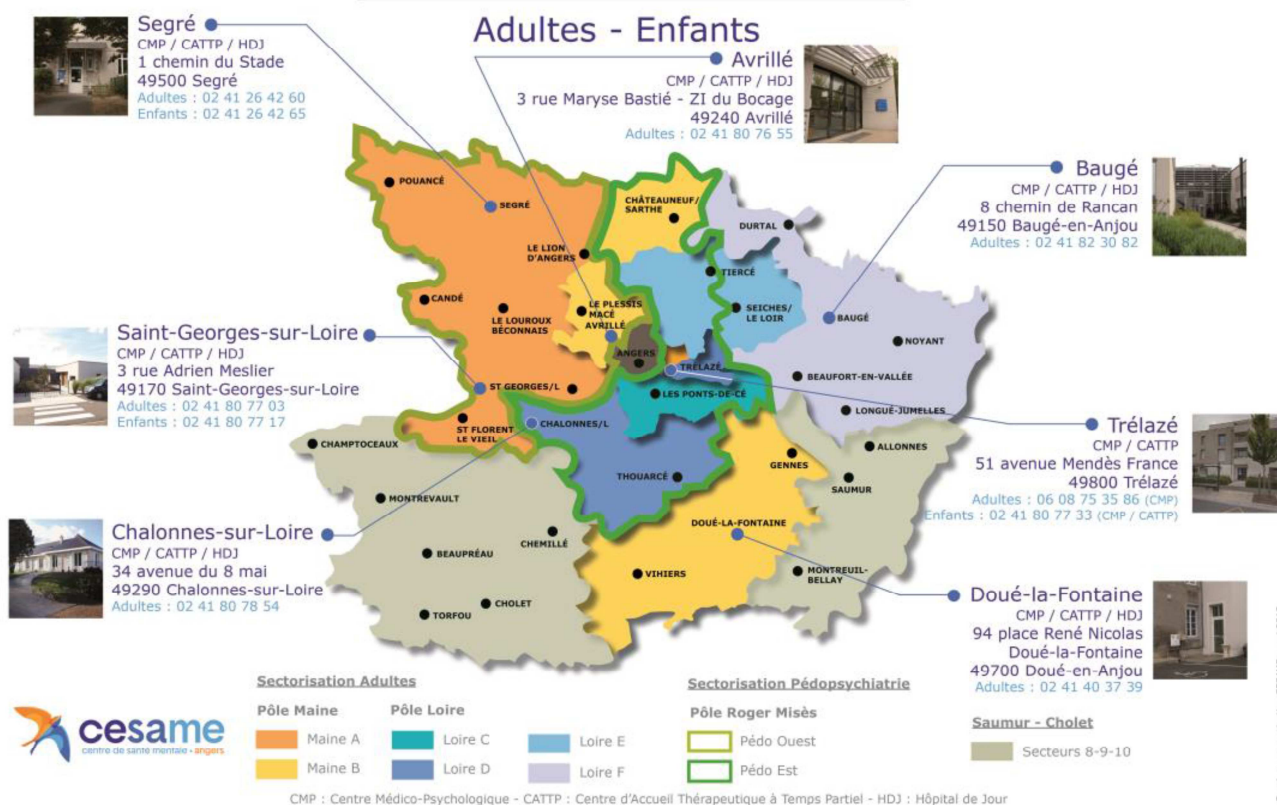 Adultes - Enfants
Segré
CMP / CATTP / HDJ
1 chemin du Stade
49500 Segré
Adultes : 02 41 26 42 60
Enfants : 02 41 26 42 65
Avrillé
CMP / CATTP / HDJ
3 rue Maryse Bastié - ZI du Bocage
49240 Avrillé
Adultes : 02 41 80 76 55
Baugé
CMP / CATTP / HDJ
8 chemin de Rancan
49150 Baugé-en-Anjou
Adultes : 02 41 82 30 82
Saint-Georges-sur-Loire
CMP / CATTP / HDJ
3 rue Adrien Meslier
49170 Saint-Georges-sur-Loire
Adultes : 02 41 80 77 03
Enfants : 02 41 80 77 17
Trélazé
CMP / CATTP
51 avenue Mendès France
49800 Trélazé
Adultes : 06 08 75 35 86 (CMP)
Enfants : 02 41 80 77 33 (CMP / CATTP)
Chalonnes-sur-Loire
CMP / CATTP / HDJ
34 avenue du 8 mai
49290 Chalonnes-sur-Loire
Adultes : 02 41 80 78 54
Doué-la-Fontaine
CMP / CATTP / HDJ
94 place René Nicolas
Doué-la-Fontaine
49700 Doué-en-Anjou
Adultes : 02 41 40 37 39
POUANCÉ
SEGRÉ
CHÂTEAUNEUF/
SARTHE
DURTAL
LE LION
D'ANGERS
TIERCÉ
CANDÉ
LE LOUROUX
BÉCONNAIS
LE PLESSIS
MACÉ
AVRILLÉ
SEICHES/
LE LOIR
BAUGÉ
NOYANT
ANGERS
TRÉLAZÉ
BEAUFORT-EN-VALLÉE
ST GEORGES/L
LES PONTS-DE-CÉ
LONGUÉ-JUMELLES
ST FLORENT
LE VIEIL
CHALONNES/L
CHAMPTOCEAUX
ALLONNES
GENNES
THOUARCÉ
SAUMUR
MONTREVAULT
DOUÉ-LA-FONTAINE
CHEMILLÉ
BEAUPRÉAU
VIHIERS
MONTREUIL-
BELLAY
CHOLET
TORFOU
cesame
centre de santé mentale • angers
Sectorisation Adultes
Pôle Maine
Maine A
Maine B
Pôle Loire
Loire C
Loire D
Loire E
Loire F
Sectorisation Pédopsychiatrie
Pôle Roger Misès
Pédo Ouest
Pédo Est
Saumur - Cholet
Secteurs 8-9-10
CMP : Centre Médico-Psychologique - CATTP : Centre d'Accueil Thérapeutique à Temps Partiel - HDJ : Hôpital de Jour